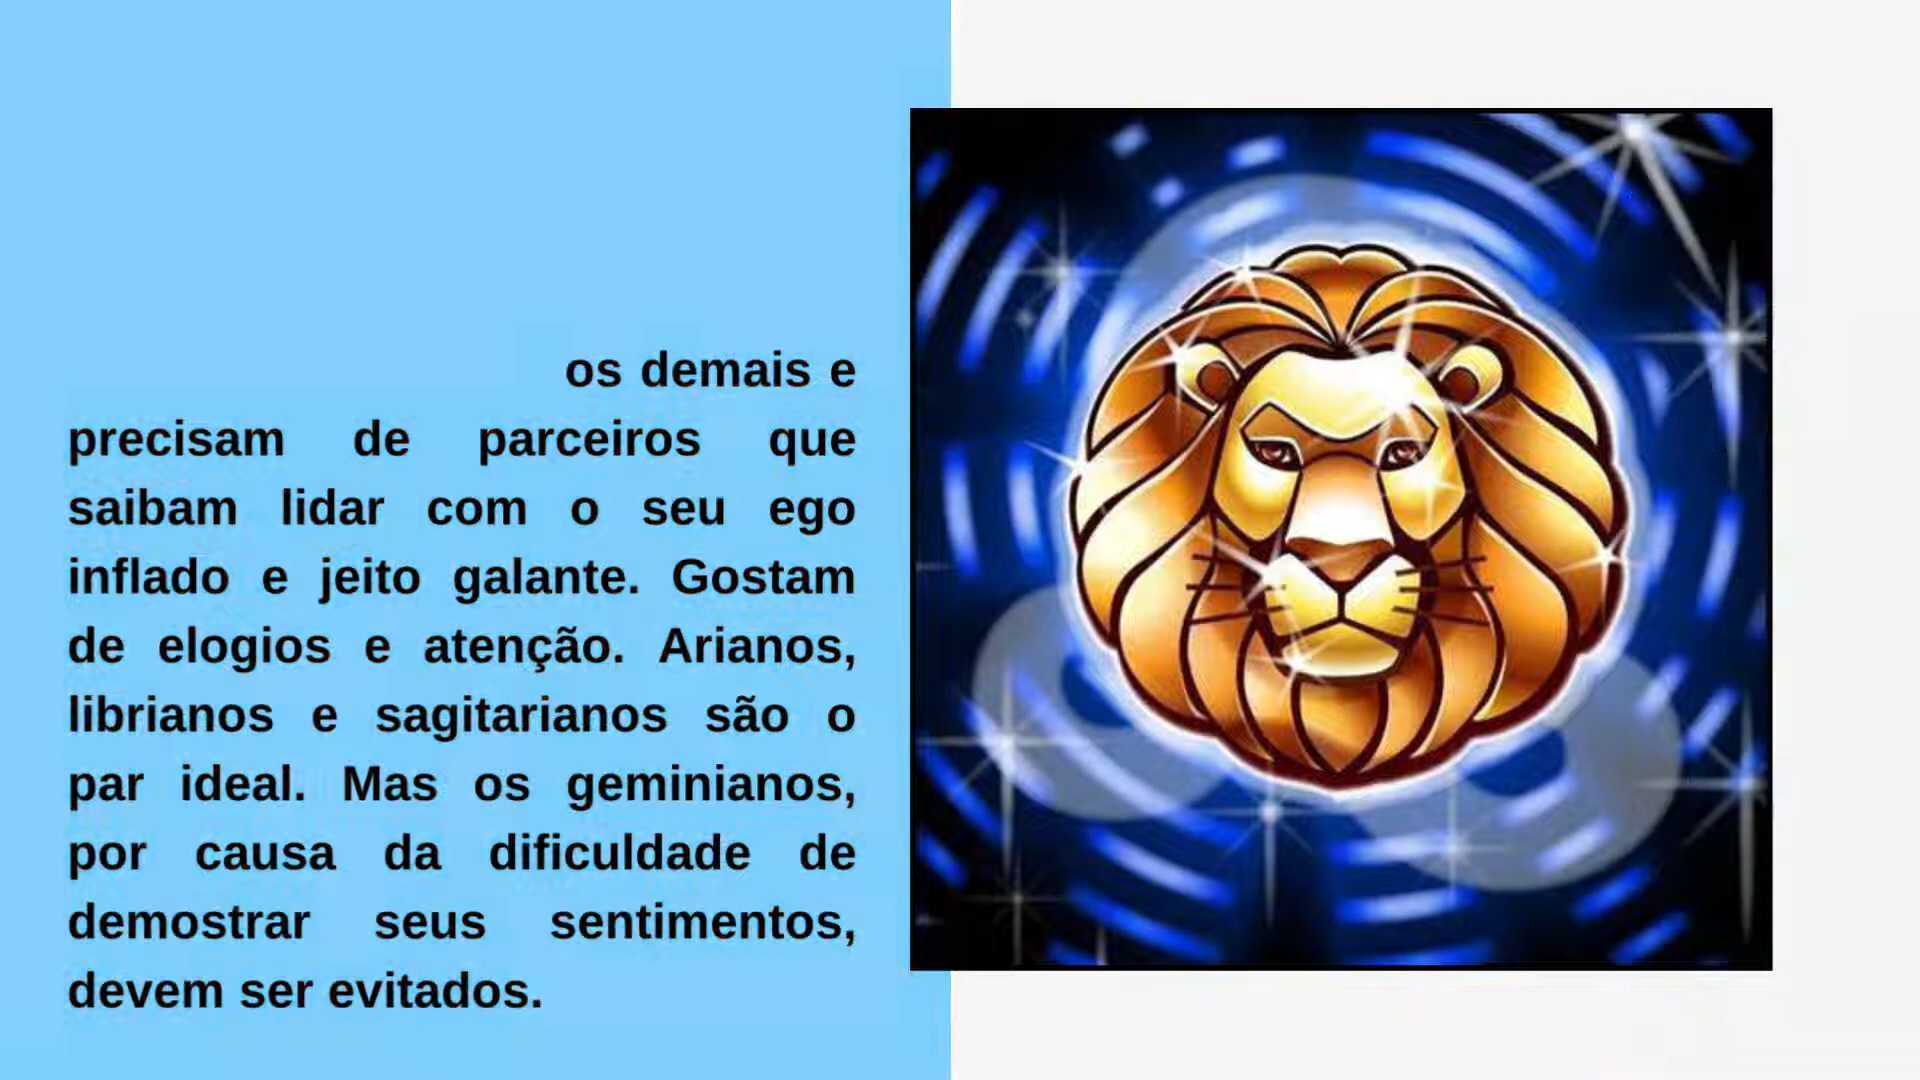 os demais e
precisam de parceiros que
saibam lidar com o seu ego
inflado e jeito galante. Gostam
de elogios e atenção. Arianos,
librianos e sagitarianos são o
par ideal. Mas os geminianos,
por causa da dificuldade de
demostrar seus sentimentos,
devem ser evitados.